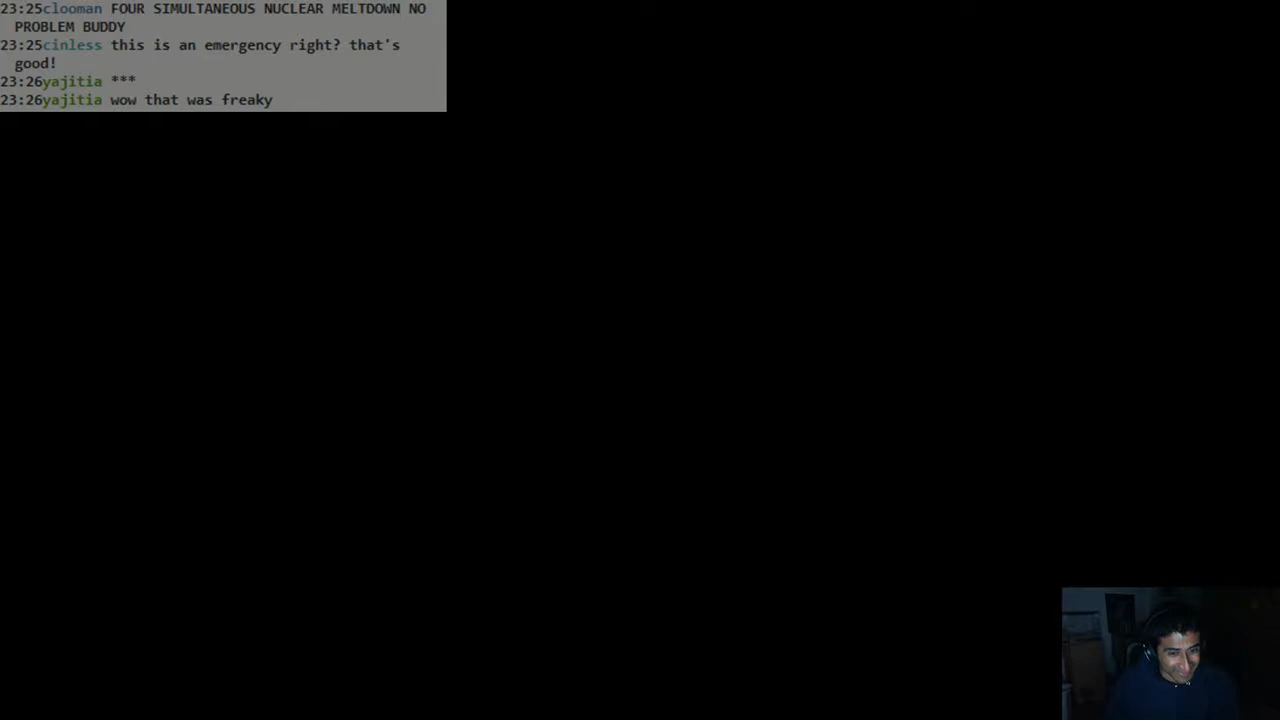 23:25clooman FOUR SIMULTANEOUS NUCLEAR MELTDOWN NO
PROBLEM BUDDY
23:25cinless this is an emergency right? that's
good!
23:26yajitia ***
23:26yajitia wow that was freaky